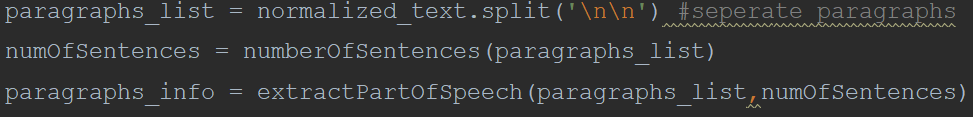 paragraphs_list = normalized_text.split('\n\n') #seperate paragraphs
numOfSentences = numberOfSentences(paragraphs_list)
paragraphs_info = extractPartOfSpeech(paragraphs_list,numOfSentences)